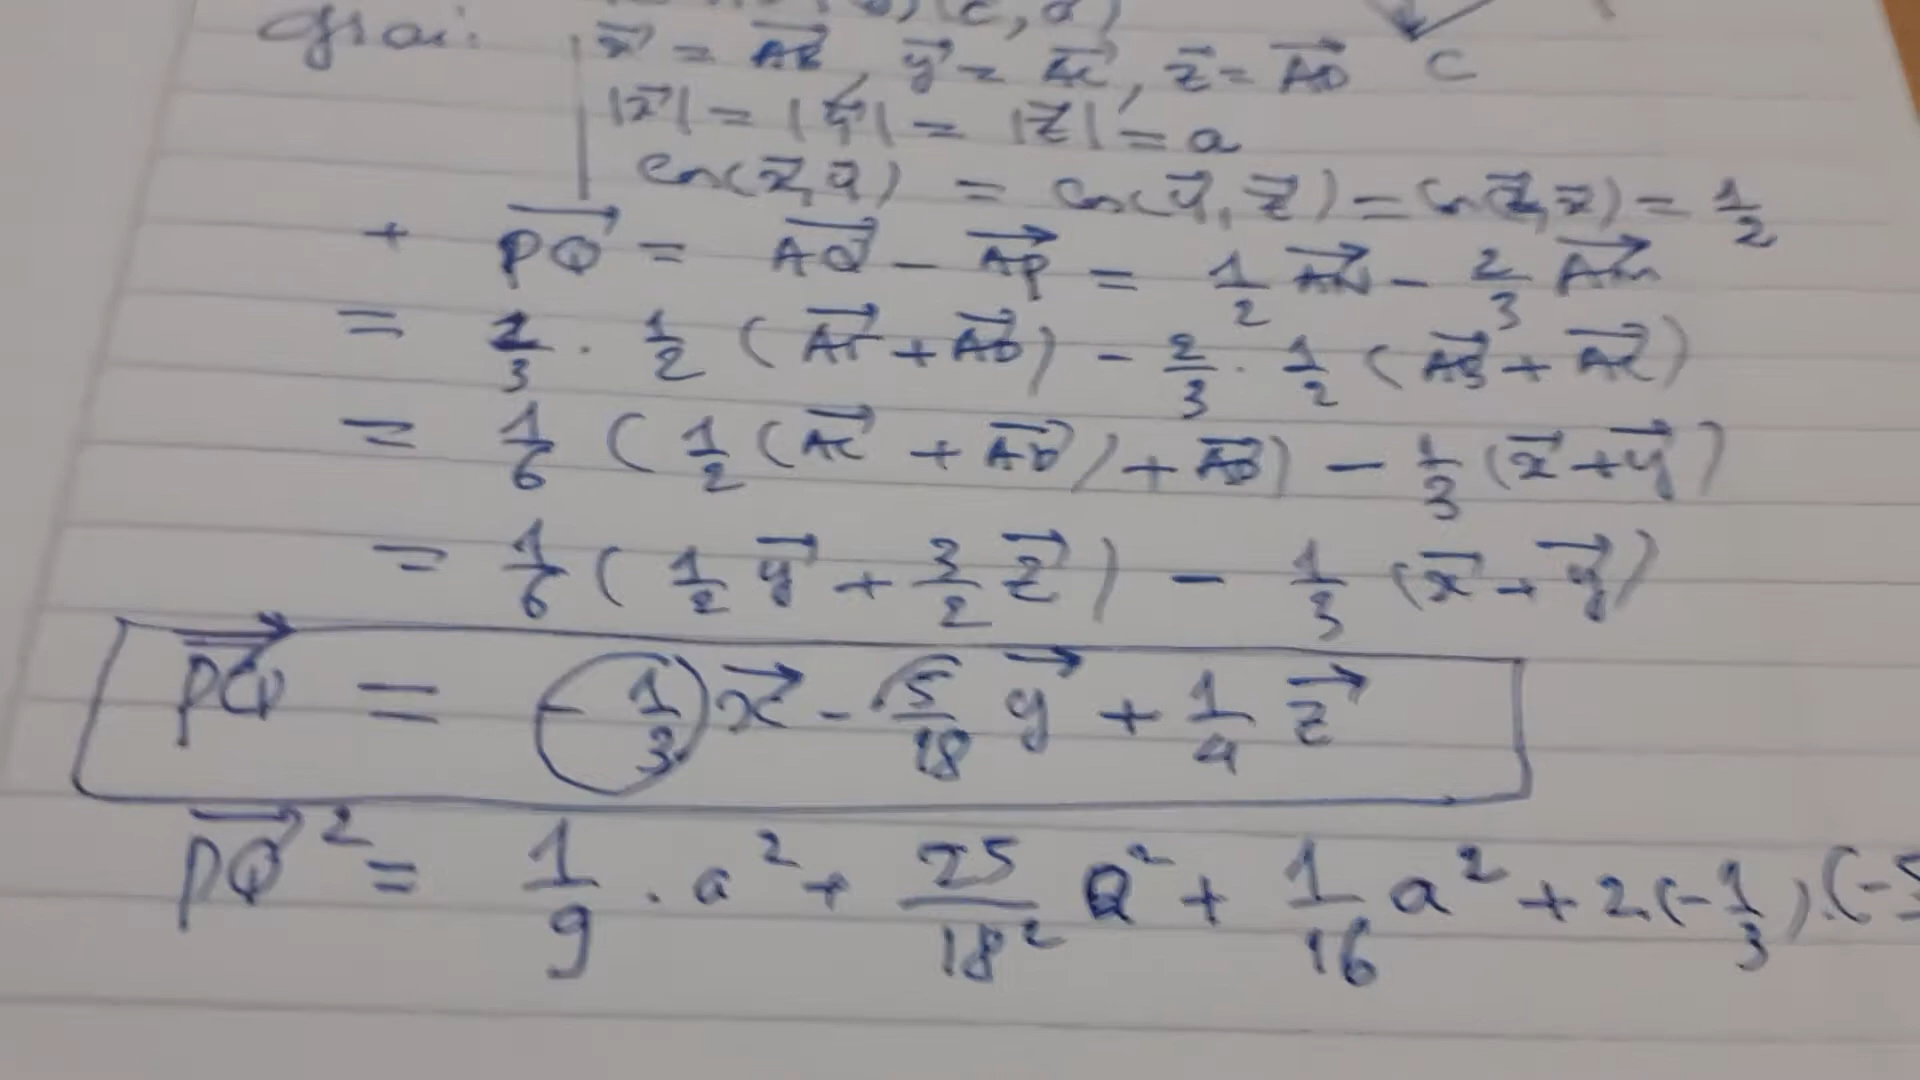 Giải: x⃗ = AB⃗, y⃗ = AC⃗, z⃗ = AD⃗ C
|x⃗| = |y⃗| = |z⃗| = a
cos(x⃗, y⃗) = cos(y⃗, z⃗) = cos(z⃗, x⃗) = 1/2
+ PQ⃗ = AQ⃗ - AP⃗ = 1/2 AN⃗ - 2/3 AM⃗
= 1/3 . 1/2 (AI⃗ + AD⃗) - 2/3 . 1/2 (AB⃗ + AC⃗)
= 1/6 (1/2 (AC⃗ + AD⃗) + AD⃗) - 1/3 (x⃗ + y⃗)
= 1/6 (1/2 y⃗ + 3/2 z⃗) - 1/3 (x⃗ + y⃗)
PQ⃗ = -1/3 x⃗ - 5/18 y⃗ + 1/4 z⃗
PQ⃗² = 1/9 . a² + 25/18² a² + 1/16 a² + 2.(-1/3).(-5